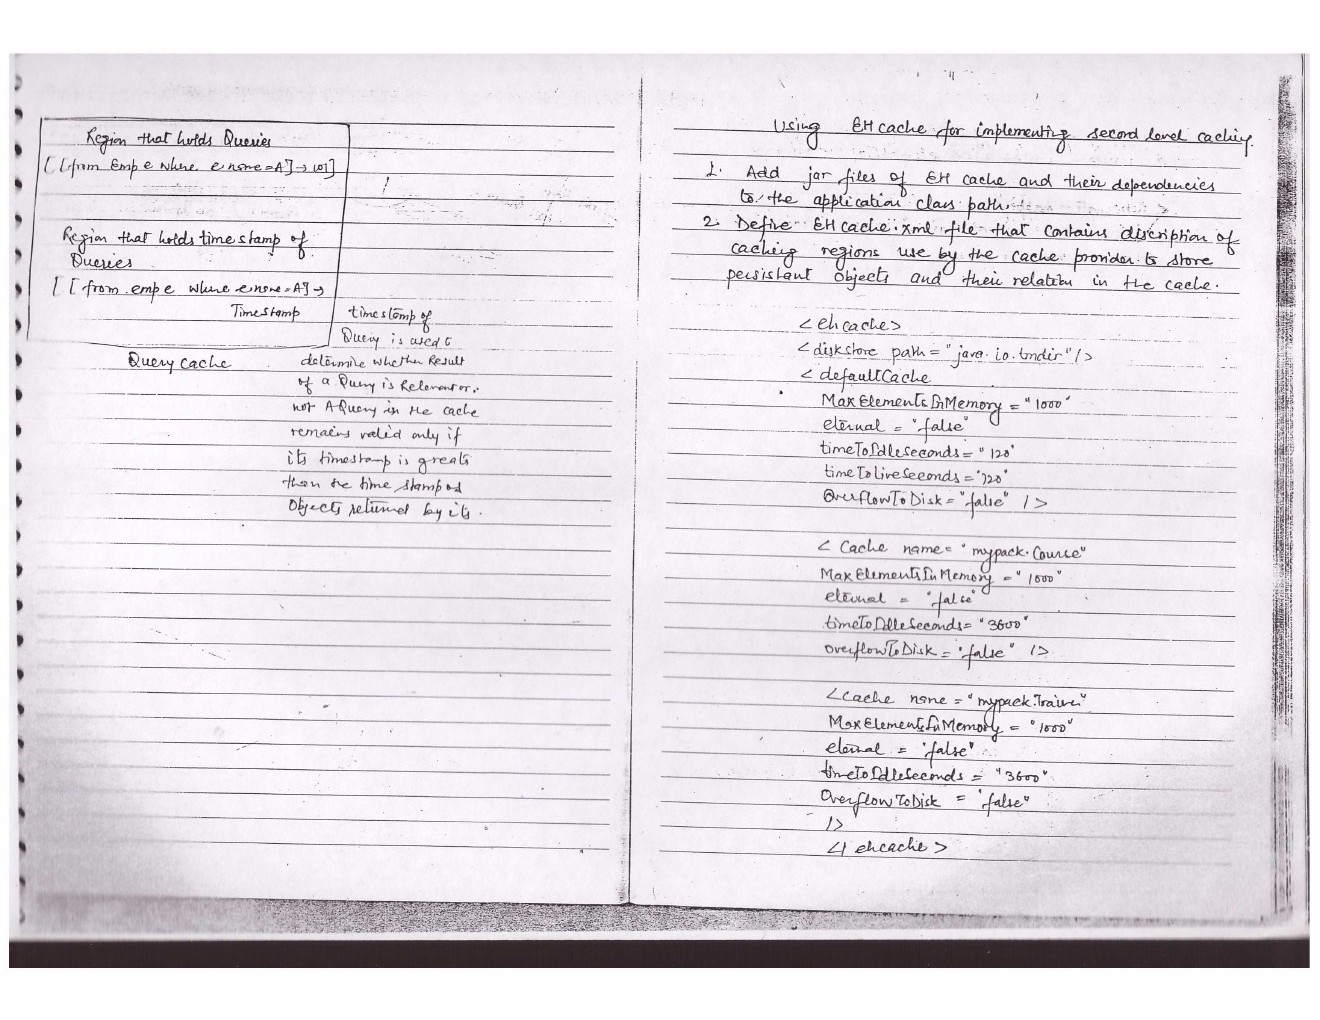 Region that holds Queries
[ [from Emp e where e.name=A] → 101]
Region that holds time stamp of
Queries
[ [from emp e where e.name=A] →
Timestamp
Query cache
timestamp of
Query is used to
determine whether Result
of a Query is Relevant or
not A Query in the cache
remains valid only if
its timestamp is greate
than the time stamp of
Objects returned by its.
Using EH cache for implementing second level caching.
1. Add jar files of EH cache and their dependencies
to the application class path.
2. Define EH cache.xml file that contains discription of
caching regions use by the cache provider to store
persistant objects and their relation in the cache.
<ehcache>
<diskstore path="java.io.tmdir"/>
<defaultCache
MaxElementsInMemory="1000"
eternal="false"
timeToIdleSeconds="120"
timeToLiveSeconds="120"
OverflowToDisk="false" />
<Cache name="mypack.Course"
MaxElementsInMemory="1000"
eternal="false"
timeToIdleSeconds="3600"
overflowToDisk="false" />
<cache name="mypack.Trainer"
MaxElementsInMemory="1000"
eternal="false"
timeToIdleSeconds="3600"
OverflowToDisk="false"
/>
</ehcache>